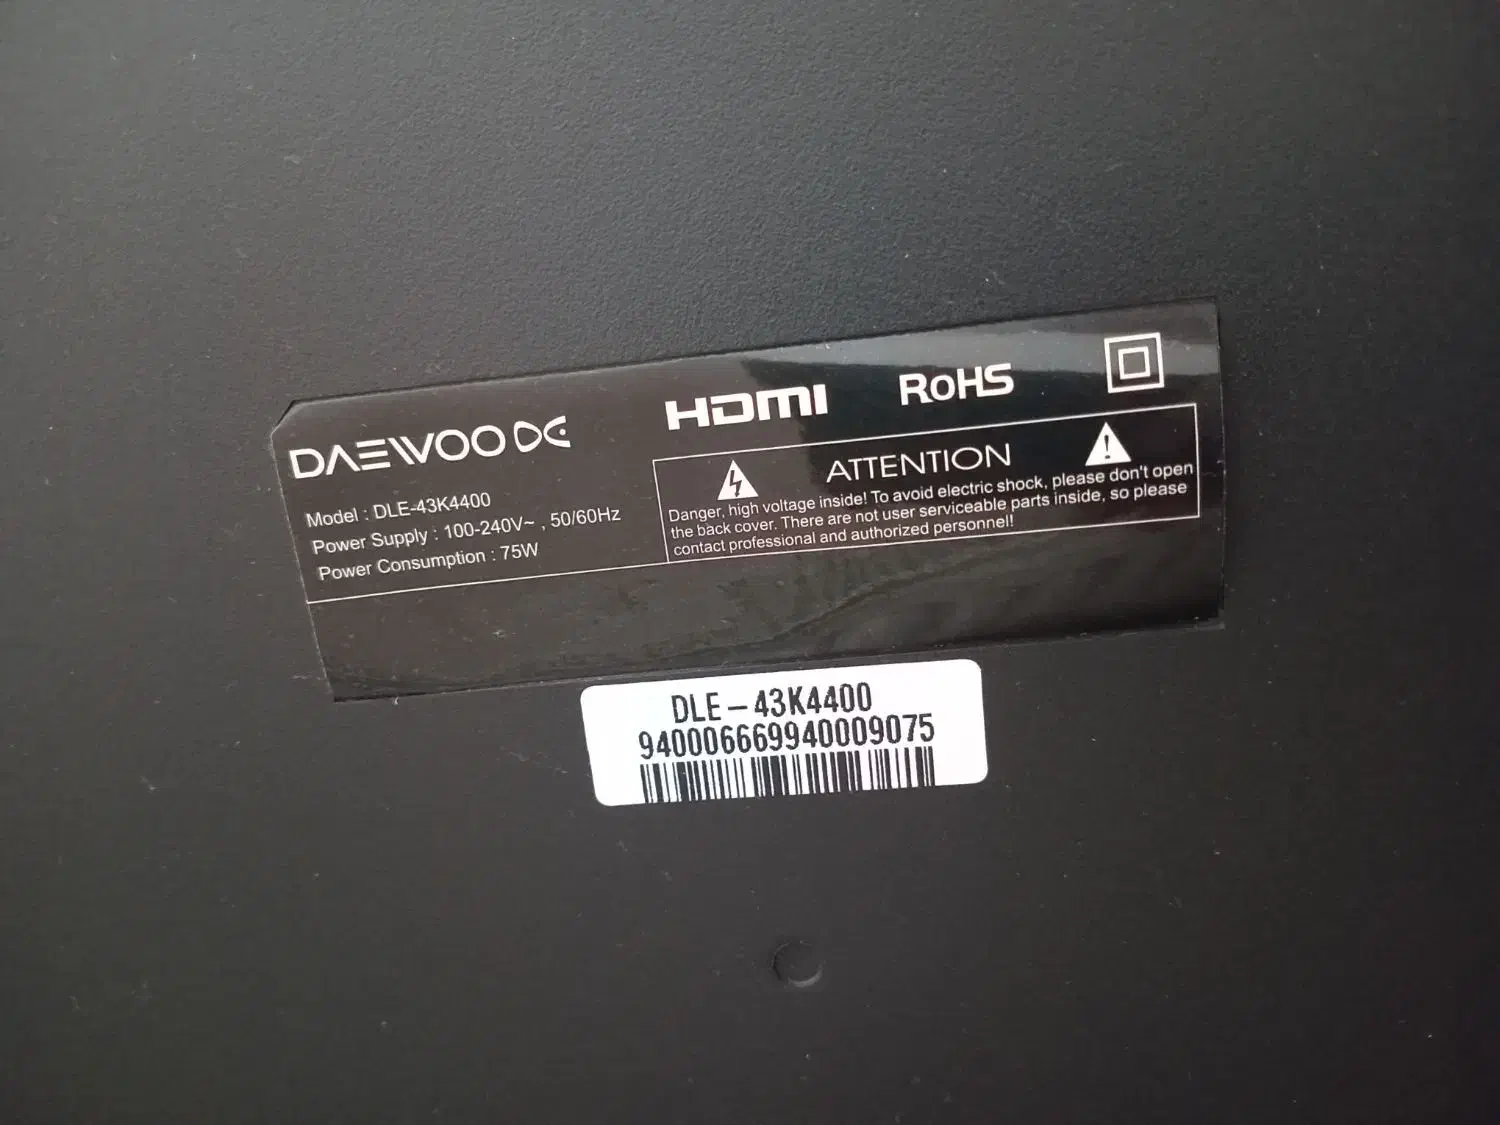 DAEWOO DE
Model : DLE-43K4400
Power Supply : 100-240V~ , 50/60Hz
Power Consumption : 75W
HDMI
RoHS
ATTENTION
Danger, high voltage inside! To avoid electric shock, please don't open
the back cover. There are not user serviceable parts inside, so please
contact professional and authorized personnel!
DLE-43K4400
940006669940009075